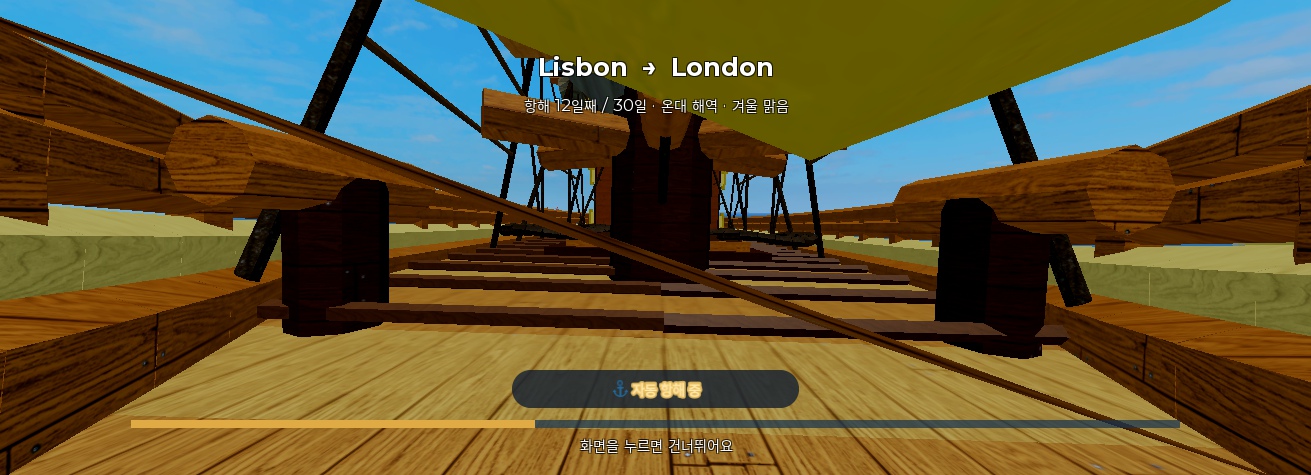 Lisbon → London
항해 12일째 / 30일 · 온대 해역 · 겨울 맑음
⚓ 자동 항해 중
화면을 누르면 건너뛰어요